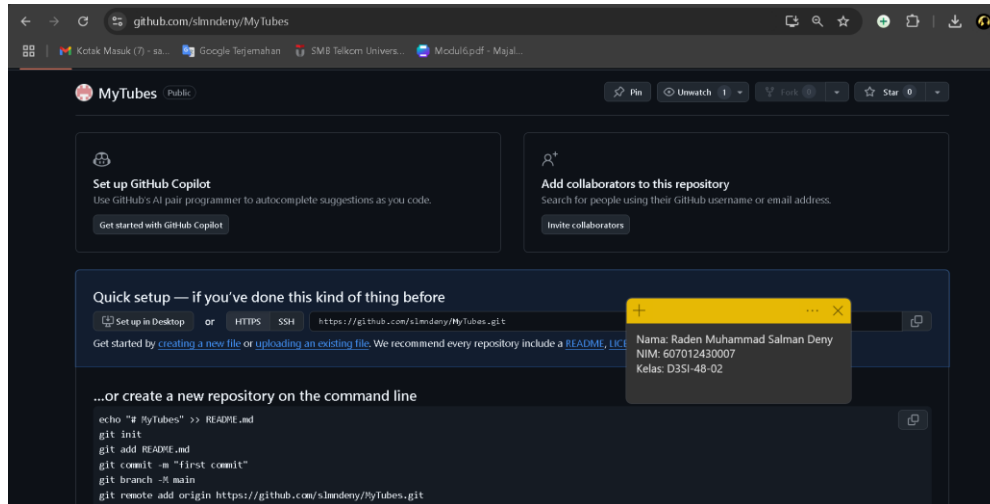 github.com/slmndeny/MyTubes
Kotak Masuk (7) - sa... Google Terjemahan SMB Telkom Univers... Modul6.pdf - Majal...
MyTubes Public Pin Unwatch 1 Fork 0 Star 0
Set up GitHub Copilot
Use GitHub's AI pair programmer to autocomplete suggestions as you code.
Get started with GitHub Copilot
Add collaborators to this repository
Search for people using their GitHub username or email address.
Invite collaborators
Quick setup — if you've done this kind of thing before
Set up in Desktop or HTTPS SSH https://github.com/slmndeny/MyTubes.git
Get started by creating a new file or uploading an existing file. We recommend every repository include a README, LICE
Nama: Raden Muhammad Salman Deny
NIM: 607012430007
Kelas: D3SI-48-02
...or create a new repository on the command line
echo "# MyTubes" >> README.md
git init
git add README.md
git commit -m "first commit"
git branch -M main
git remote add origin https://github.com/slmndeny/MyTubes.git